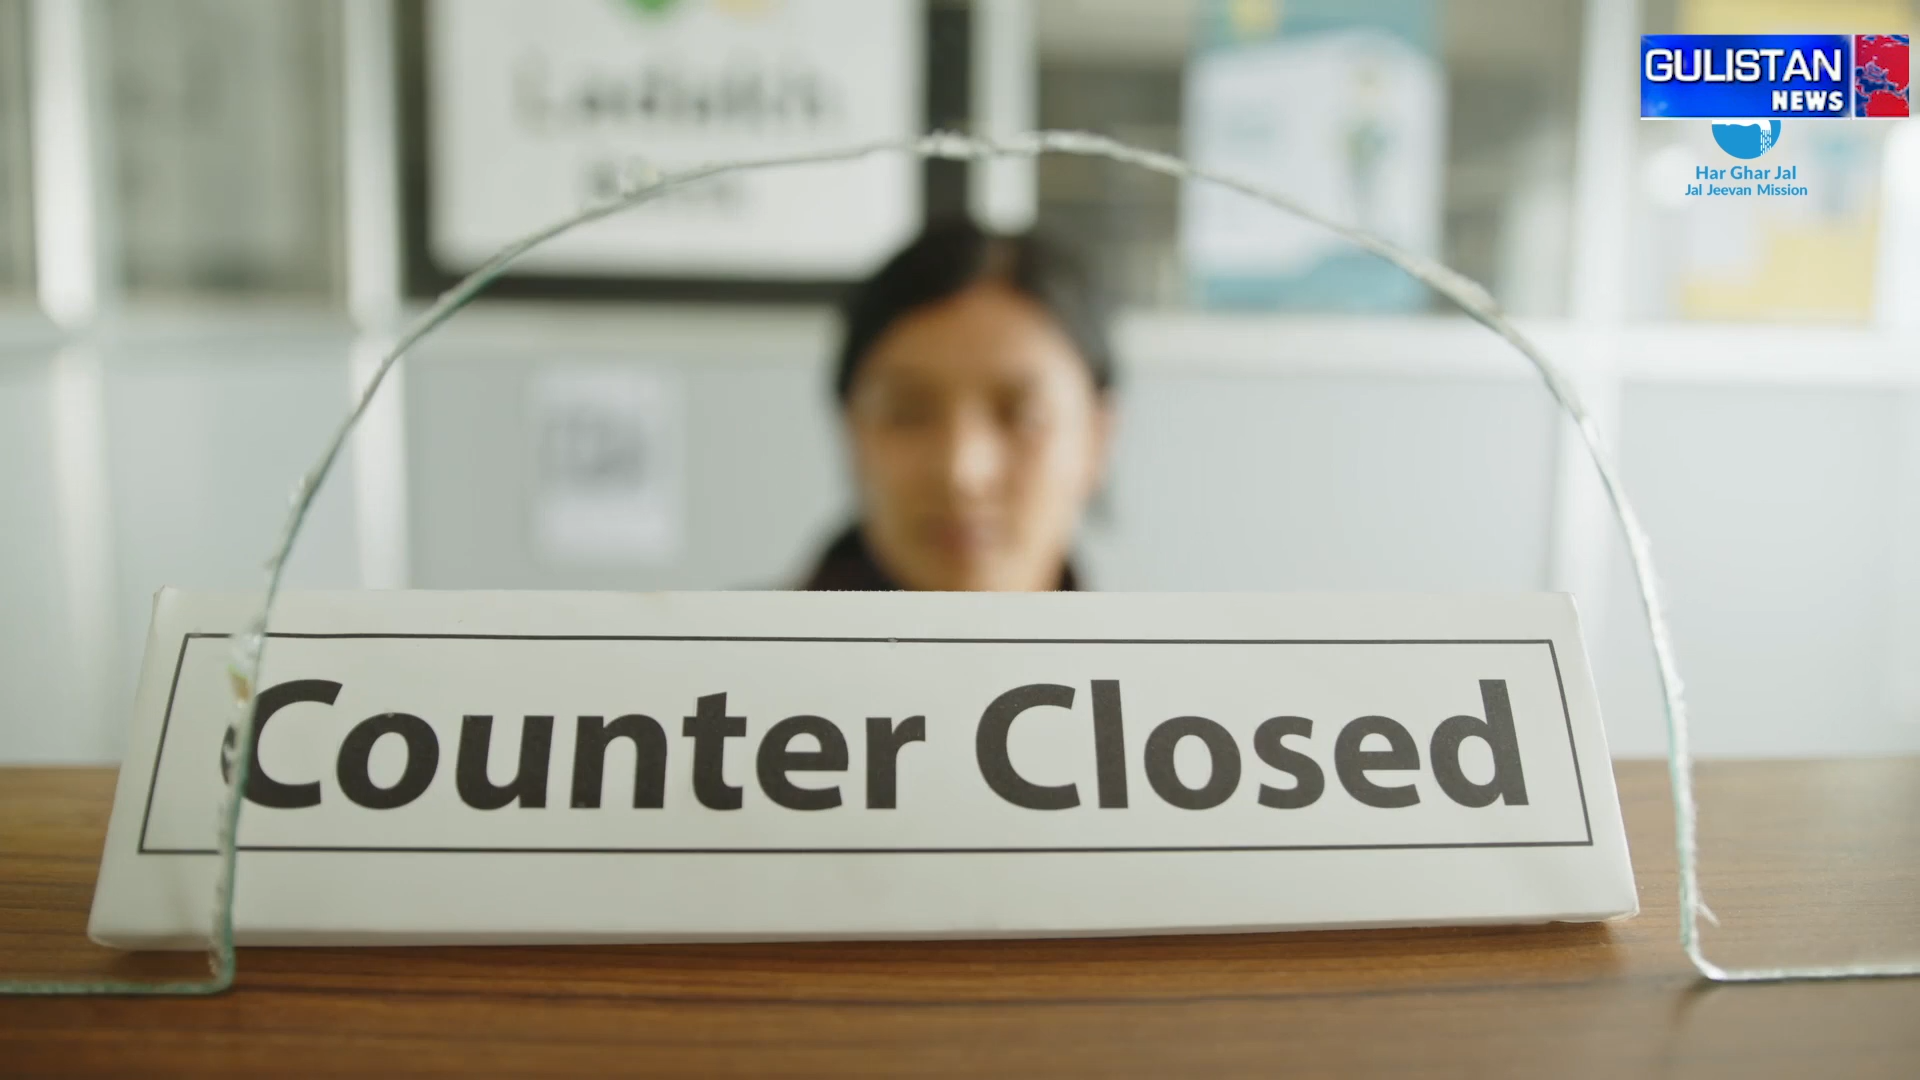 GULISTAN
NEWS
Har Ghar Jal
Jal Jeevan Mission
Counter Closed